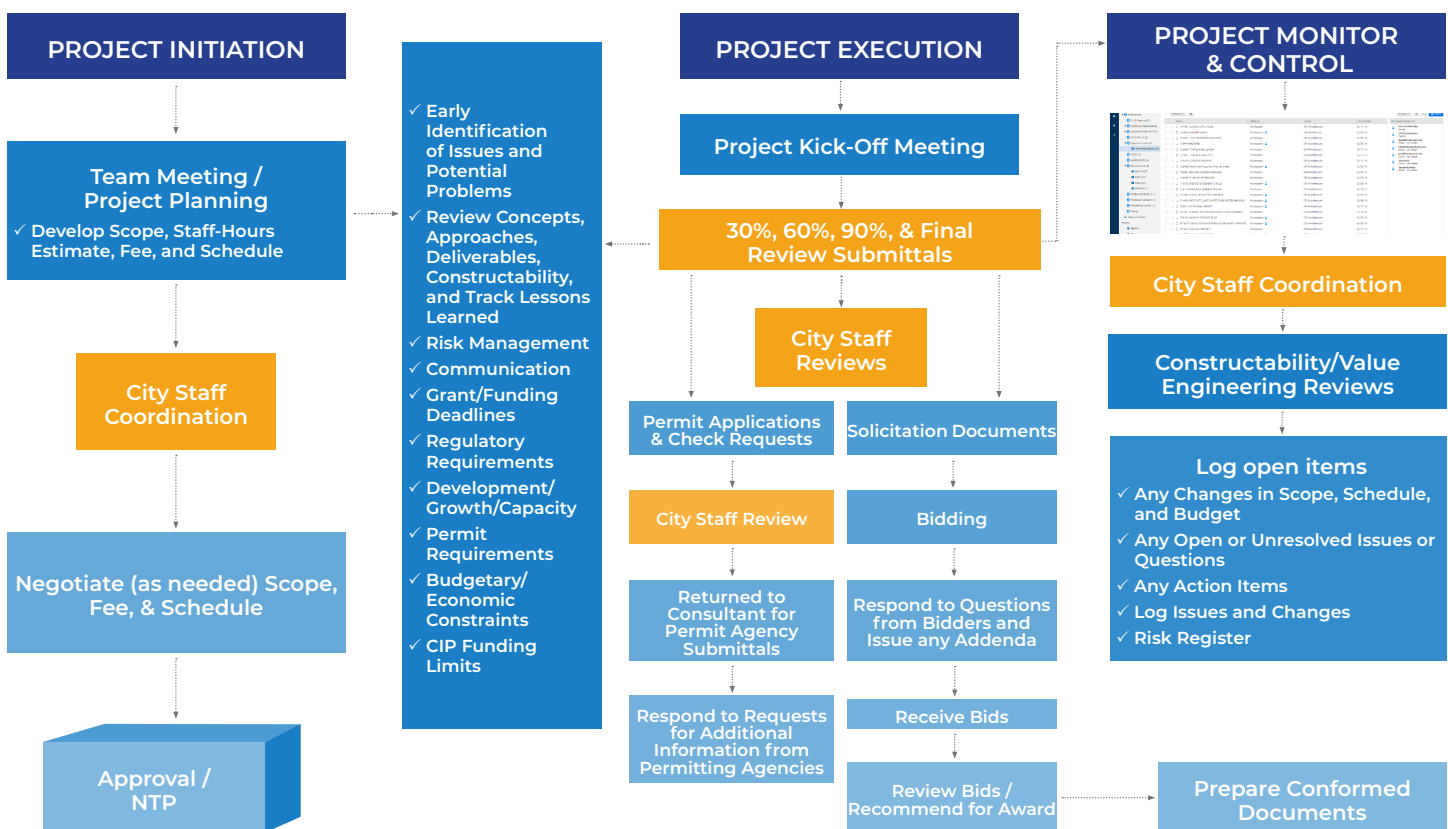 PROJECT INITIATION
Team Meeting /
Project Planning
✓ Develop Scope, Staff-Hours
Estimate, Fee, and Schedule
City Staff
Coordination
Negotiate (as needed) Scope,
Fee, & Schedule
Approval /
NTP
✓ Early
Identification
of Issues and
Potential
Problems
✓ Review Concepts,
Approaches,
Deliverables,
Constructability,
and Track Lessons
Learned
✓ Risk Management
✓ Communication
✓ Grant/Funding
Deadlines
✓ Regulatory
Requirements
✓ Development/
Growth/Capacity
✓ Permit
Requirements
✓ Budgetary/
Economic
Constraints
✓ CIP Funding
Limits
PROJECT EXECUTION
Project Kick-Off Meeting
30%, 60%, 90%, & Final
Review Submittals
City Staff
Reviews
Permit Applications
& Check Requests
City Staff Review
Returned to
Consultant for
Permit Agency
Submittals
Respond to Requests
for Additional
Information from
Permitting Agencies
Solicitation Documents
Bidding
Respond to Questions
from Bidders and
Issue any Addenda
Receive Bids
Review Bids /
Recommend for Award
Prepare Conformed
Documents
PROJECT MONITOR
& CONTROL
City Staff Coordination
Constructability/Value
Engineering Reviews
Log open items
✓ Any Changes in Scope, Schedule,
and Budget
✓ Any Open or Unresolved Issues or
Questions
✓ Any Action Items
✓ Log Issues and Changes
✓ Risk Register